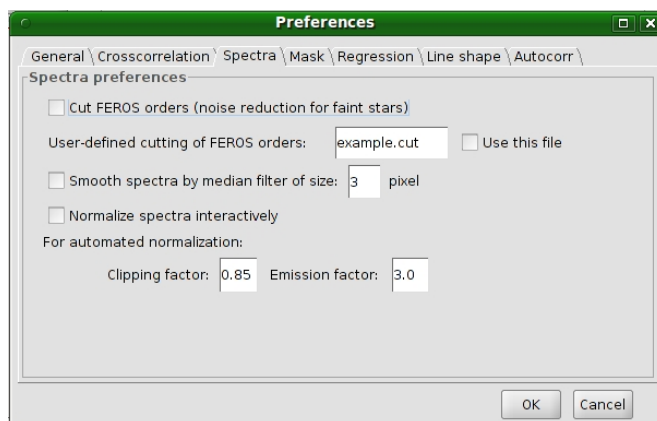 Preferences
General Crosscorrelation Spectra Mask Regression Line shape Autocorr
Spectra preferences
Cut FEROS orders (noise reduction for faint stars)
User-defined cutting of FEROS orders: example.cut Use this file
Smooth spectra by median filter of size: 3 pixel
Normalize spectra interactively
For automated normalization:
Clipping factor: 0.85 Emission factor: 3.0
OK Cancel